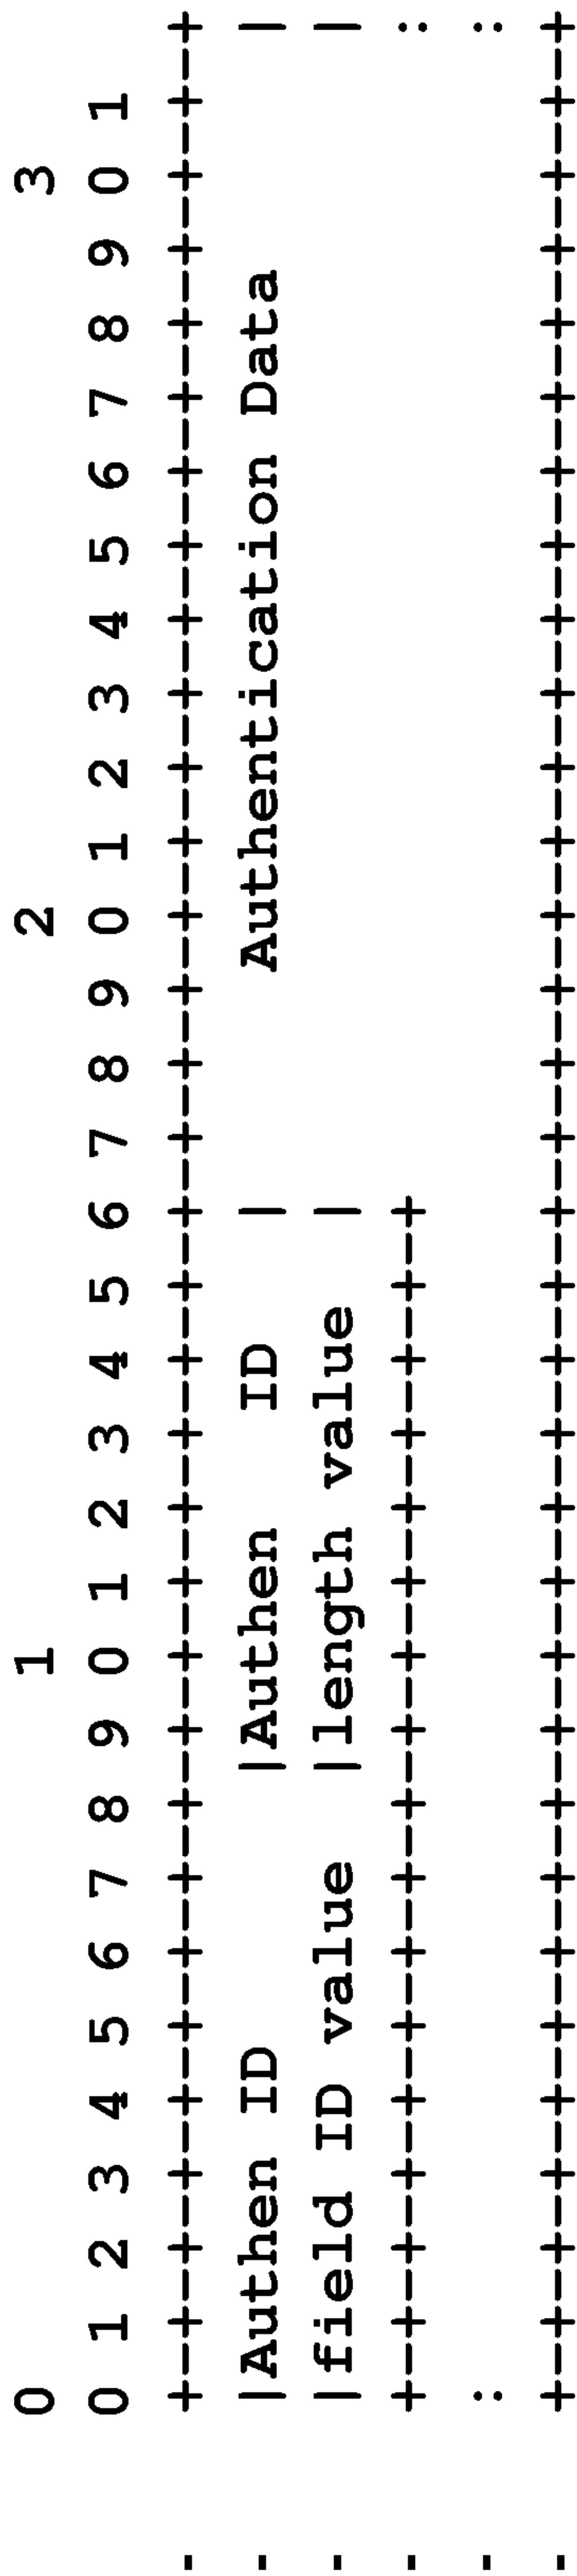 0                   1                   2                   3
     0 1 2 3 4 5 6 7 8 9 0 1 2 3 4 5 6 7 8 9 0 1 2 3 4 5 6 7 8 9 0 1
-    +-+-+-+-+-+-+-+-+-+-+-+-+-+-+-+-+-+-+-+-+-+-+-+-+-+-+-+-+-+-+-+-+
-    |Authen ID       |Authen   ID   |      Authentication Data      |
-    |field ID value  |length value  |                               |
-    +-+-+-+-+-+-+-+-+-+-+-+-+-+-+-+-+                               :
-    :                                                               :
-    +-+-+-+-+-+-+-+-+-+-+-+-+-+-+-+-+-+-+-+-+-+-+-+-+-+-+-+-+-+-+-+-+